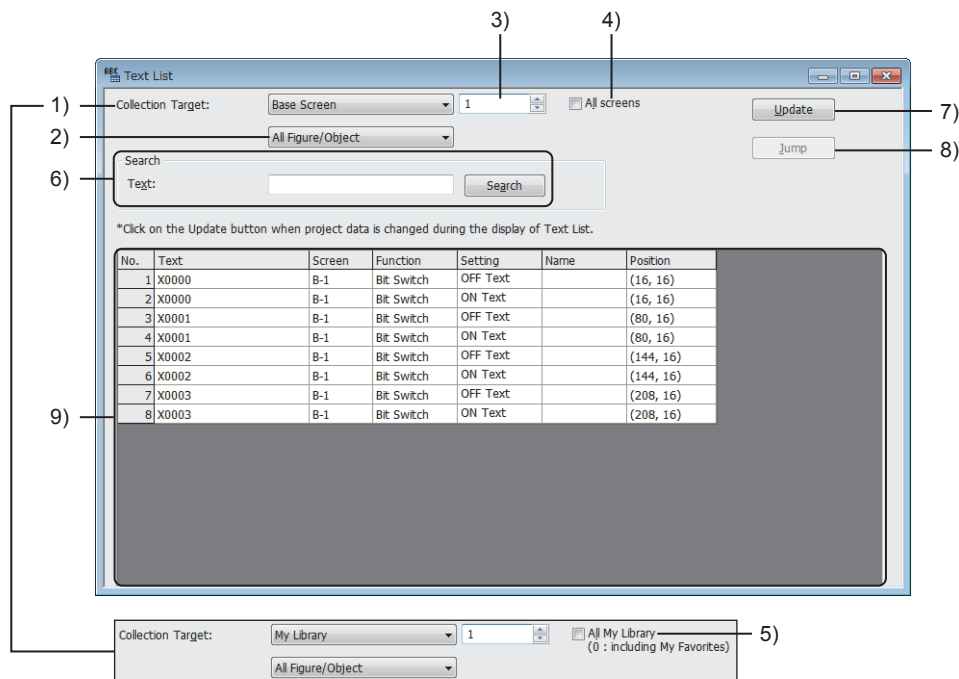 3) 4)
ABC Text List
1) Collection Target: Base Screen 1 All screens Update 7)
2) All Figure/Object Jump 8)
Search
6) Text: Search
*Click on the Update button when project data is changed during the display of Text List.
No. Text Screen Function Setting Name Position
1 X0000 B-1 Bit Switch OFF Text (16, 16)
2 X0000 B-1 Bit Switch ON Text (16, 16)
3 X0001 B-1 Bit Switch OFF Text (80, 16)
4 X0001 B-1 Bit Switch ON Text (80, 16)
5 X0002 B-1 Bit Switch OFF Text (144, 16)
6 X0002 B-1 Bit Switch ON Text (144, 16)
7 X0003 B-1 Bit Switch OFF Text (208, 16)
9) 8 X0003 B-1 Bit Switch ON Text (208, 16)
Collection Target: My Library 1 All My Library 5)
(0 : including My Favorites)
All Figure/Object